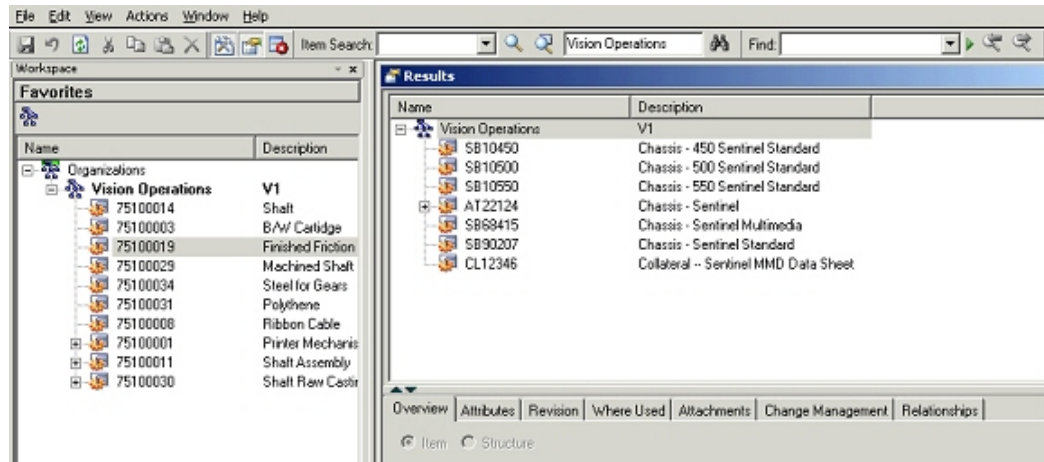 File Edit View Actions Window Help
Item Search: Vision Operations Find:
Workspace
Favorites
Name Description
Organizations
Vision Operations V1
75100014 Shaft
75100003 B/W Cartidge
75100019 Finished Friction
75100029 Machined Shaft
75100034 Steel for Gears
75100031 Polythene
75100008 Ribbon Cable
75100001 Printer Mechanis
75100011 Shaft Assembly
75100030 Shaft Raw Castin
Results
Name Description
Vision Operations V1
SB10450 Chassis - 450 Sentinel Standard
SB10500 Chassis - 500 Sentinel Standard
SB10550 Chassis - 550 Sentinel Standard
AT22124 Chassis - Sentinel
SB68415 Chassis - Sentinel Multimedia
SB90207 Chassis - Sentinel Standard
CL12346 Collateral -- Sentinel MMD Data Sheet
Overview Attributes Revision Where Used Attachments Change Management Relationships
Item Structure